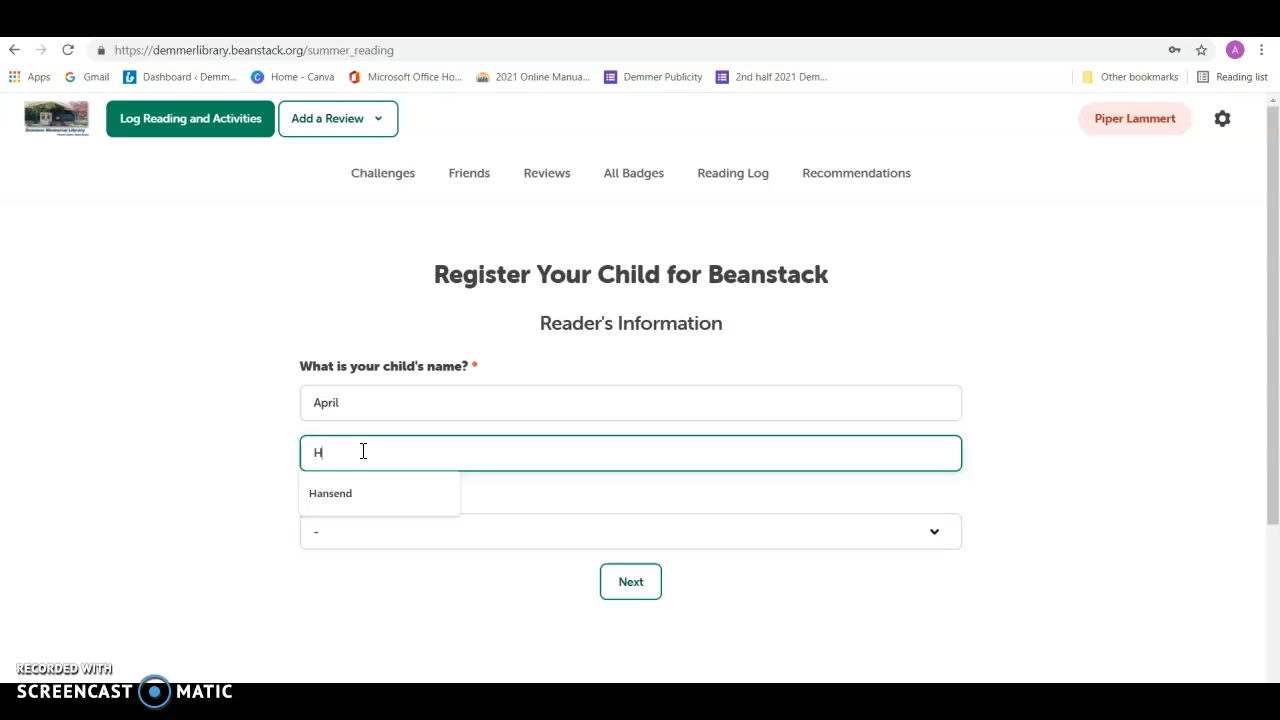 https://demmerlibrary.beanstack.org/summer_reading
A
Apps
Gmail
Dashboard ‹ Demm...
Home - Canva
Microsoft Office Ho...
2021 Online Manua...
Demmer Publicity
2nd half 2021 Dem...
Other bookmarks
Reading list
Log Reading and Activities
Add a Review
Piper Lammert
Challenges
Friends
Reviews
All Badges
Reading Log
Recommendations
Register Your Child for Beanstack
Reader's Information
What is your child's name? *
April
H
Hansend
-
Next
RECORDED WITH
SCREENCAST MATIC